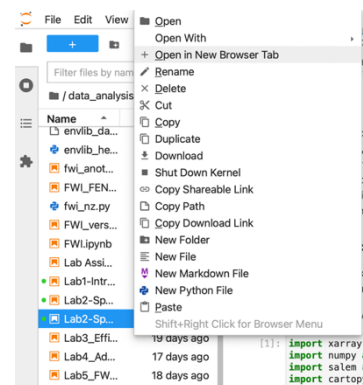 File Edit View
Filter files by nam
/ data_analysis
Name
envlib_da...
envlib_he...
fwi_anot...
FWI_FEN...
fwi_nz.py
FWI_vers...
FWI.ipynb
Lab Assi...
Lab1-Intr...
Lab2-Sp...
Lab2-Sp...
Lab3_Effi... 19 days ago
Lab4_Ad... 17 days ago
Lab5_FW... 18 days ago
Open
Open With
Open in New Browser Tab
Rename
Delete
Cut
Copy
Duplicate
Download
Shut Down Kernel
Copy Shareable Link
Copy Path
Copy Download Link
New Folder
New File
New Markdown File
New Python File
Paste
Shift+Right Click for Browser Menu
[1]: import xarray
import numpy
import salem
import cartop